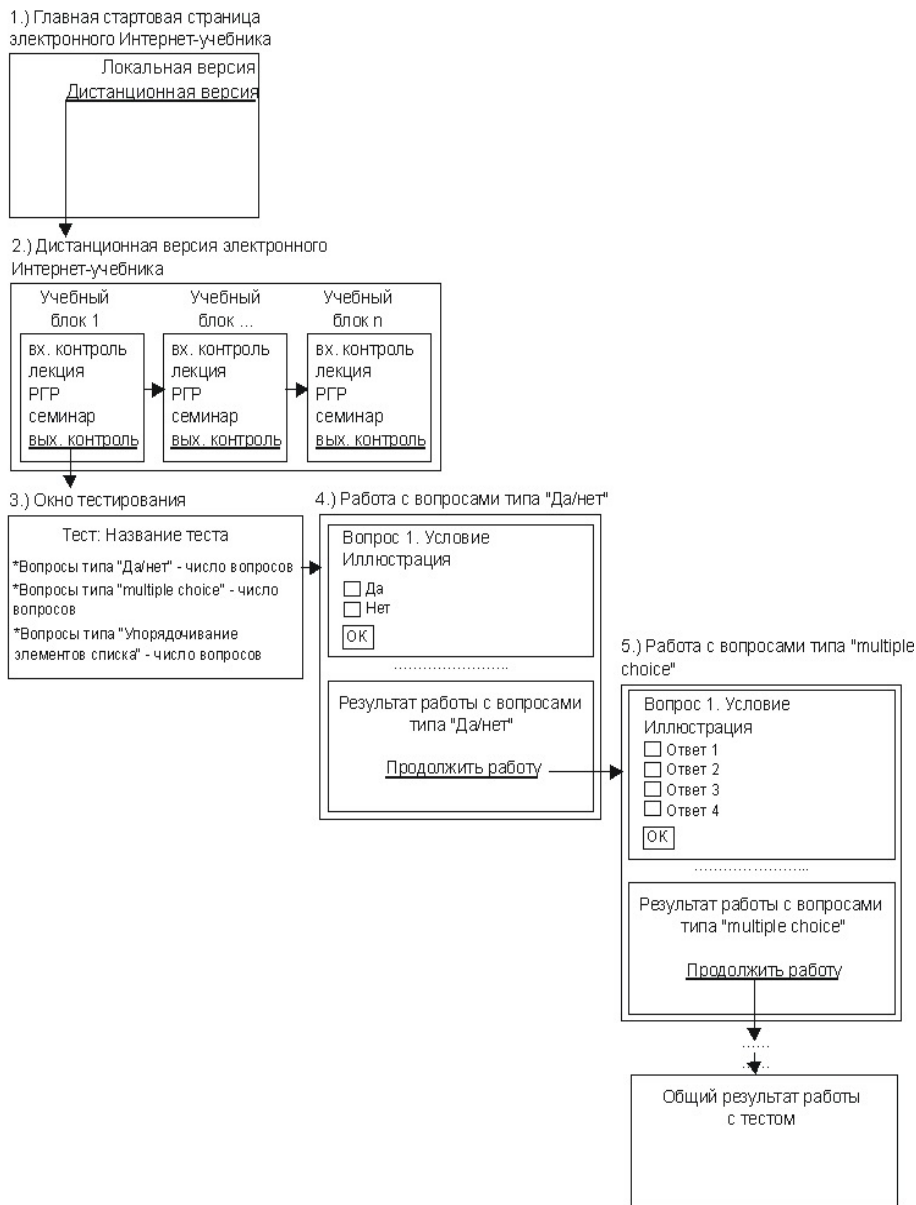 1.) Главная стартовая страница
электронного Интернет-учебника
Локальная версия
Дистанционная версия
2.) Дистанционная версия электронного
Интернет-учебника
Учебный
блок 1
вх. контроль
лекция
РГР
семинар
вых. контроль
Учебный
блок ...
вх. контроль
лекция
РГР
семинар
вых. контроль
Учебный
блок n
вх. контроль
лекция
РГР
семинар
вых. контроль
3.) Окно тестирования
Тест: Название теста
*Вопросы типа "Да/нет" - число вопросов
*Вопросы типа "multiple choice" - число
вопросов
*Вопросы типа "Упорядочивание
элементов списка" - число вопросов
4.) Работа с вопросами типа "Да/нет"
Вопрос 1. Условие
Иллюстрация
Да
Нет
OK
Результат работы с вопросами
типа "Да/нет"
Продолжить работу
5.) Работа с вопросами типа "multiple
choice"
Вопрос 1. Условие
Иллюстрация
Ответ 1
Ответ 2
Ответ 3
Ответ 4
OK
Результат работы с вопросами
типа "multiple choice"
Продолжить работу
Общий результат работы
с тестом